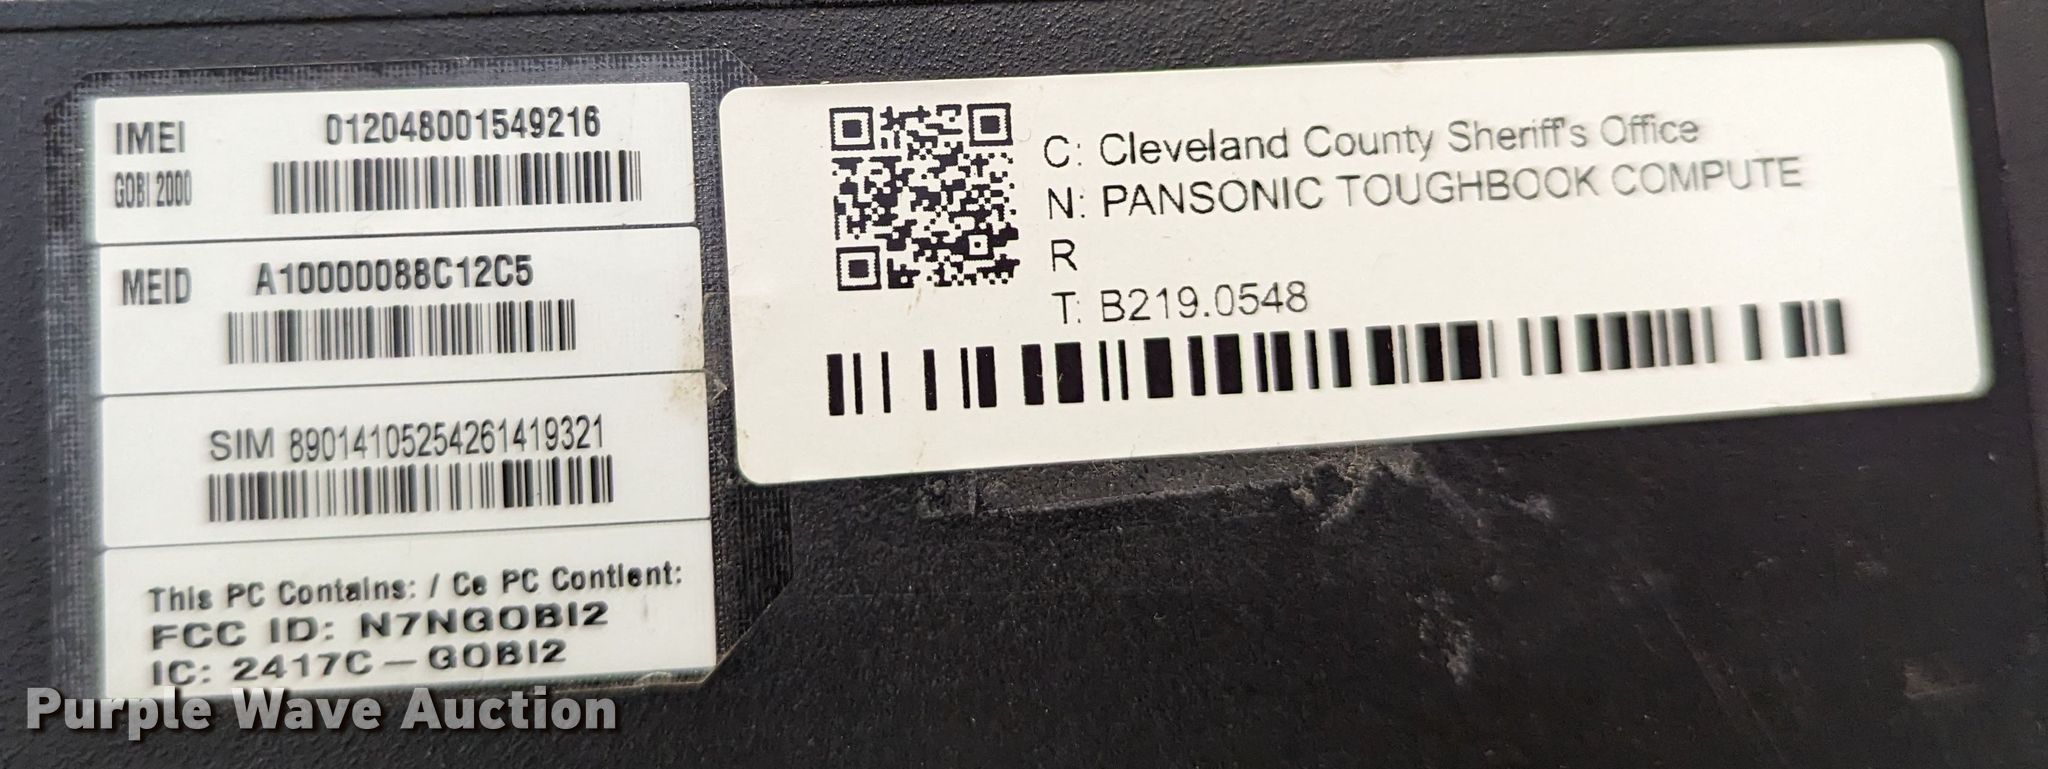 IMEI 012048001549216
GOBI 2000
MEID A10000088C12C5
SIM 89014105254261419321
This PC Contains: / Ce PC Contient:
FCC ID: N7NGOBI2
IC: 2417C-GOBI2
C: Cleveland County Sheriff's Office
N: PANSONIC TOUGHBOOK COMPUTE
R
T: B219.0548
Purple Wave Auction